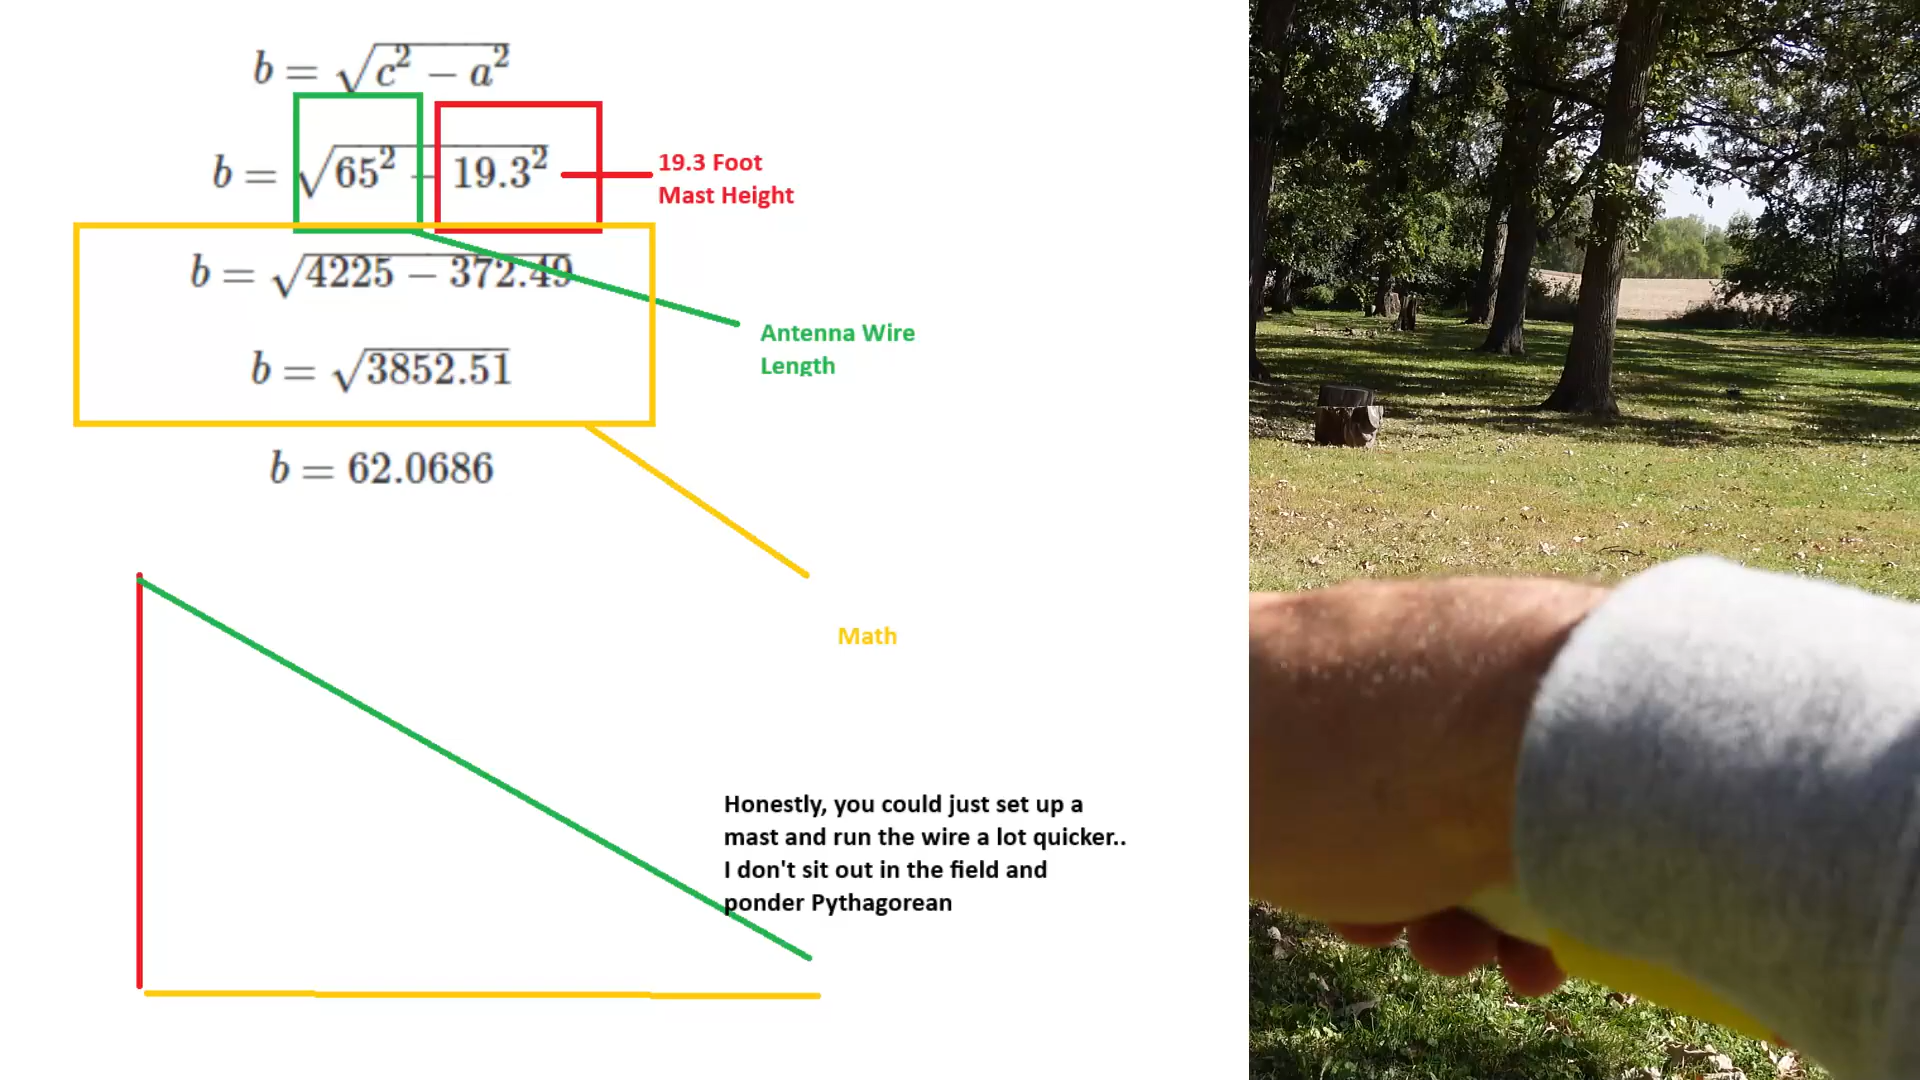 b = √c² − a²
b = √65² − 19.3²
19.3 Foot
Mast Height
b = √4225 − 372.49
Antenna Wire
Length
b = √3852.51
b = 62.0686
Math
Honestly, you could just set up a
mast and run the wire a lot quicker..
I don't sit out in the field and
ponder Pythagorean